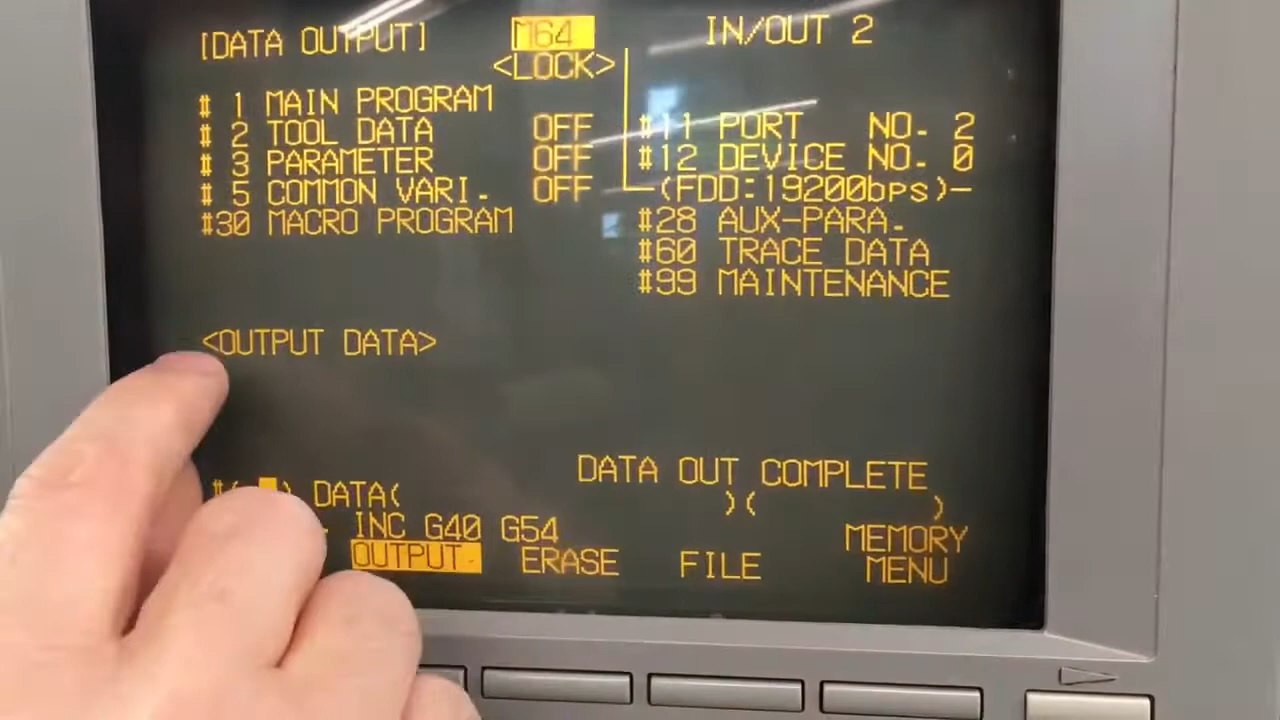 [DATA OUTPUT] M64 IN/OUT 2
<LOCK>
# 1 MAIN PROGRAM
# 2 TOOL DATA OFF #11 PORT NO. 2
# 3 PARAMETER OFF #12 DEVICE NO. 0
# 5 COMMON VARI. OFF (FDD:19200bps)
#30 MACRO PROGRAM #28 AUX-PARA.
#60 TRACE DATA
#99 MAINTENANCE
<OUTPUT DATA>
DATA OUT COMPLETE
#( ) DATA( )( )
INC G40 G54
OUTPUT ERASE FILE MEMORY MENU